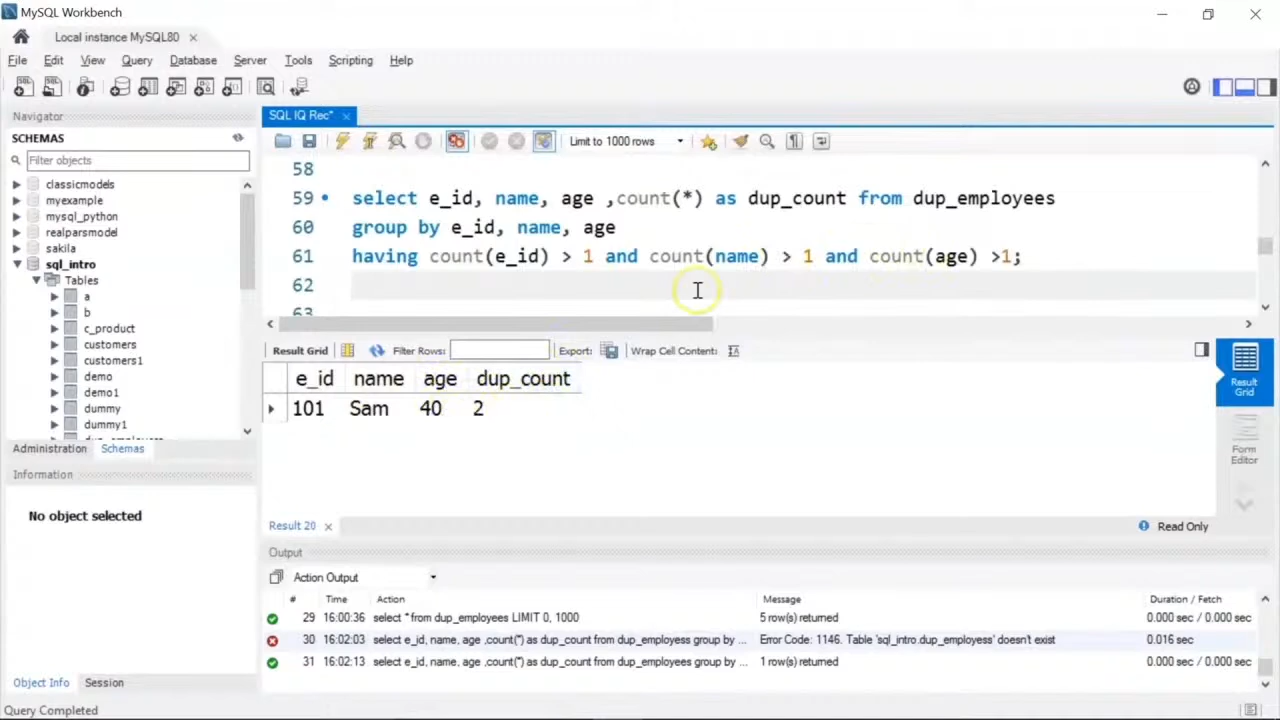 MySQL Workbench
Local instance MySQL80 ×
File Edit View Query Database Server Tools Scripting Help
Navigator
SCHEMAS
Filter objects
classicmodels
myexample
mysql_python
realparsmodel
sakila
sql_intro
Tables
a
b
c_product
customers
customers1
demo
demo1
dummy
dummy1
Administration Schemas
Information
No object selected
Object Info Session
Query Completed
SQL IQ Rec* ×
Limit to 1000 rows
58
59 select e_id, name, age ,count(*) as dup_count from dup_employees
60 group by e_id, name, age
61 having count(e_id) > 1 and count(name) > 1 and count(age) >1;
62
63
Result Grid Filter Rows: Export: Wrap Cell Content:
e_id name age dup_count
101 Sam 40 2
Result Grid
Form Editor
Result 20 ×
Read Only
Output
Action Output
# Time Action Message Duration / Fetch
29 16:00:36 select * from dup_employees LIMIT 0, 1000 5 row(s) returned 0.000 sec / 0.000 sec
30 16:02:03 select e_id, name, age ,count(*) as dup_count from dup_employess group by ... Error Code: 1146. Table 'sql_intro.dup_employess' doesn't exist 0.016 sec
31 16:02:13 select e_id, name, age ,count(*) as dup_count from dup_employees group by ... 1 row(s) returned 0.000 sec / 0.000 sec